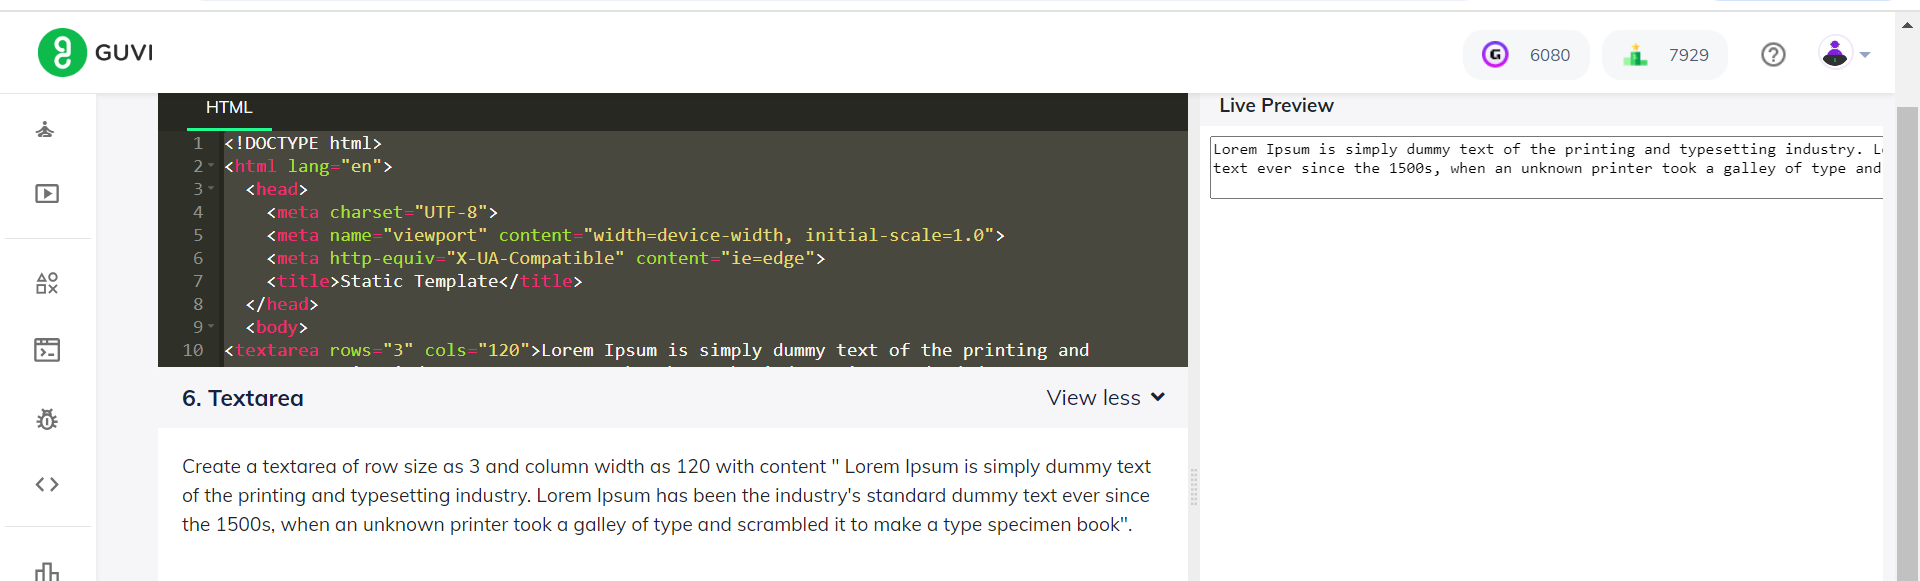 GUVI
6080
7929
HTML
1 <!DOCTYPE html>
2 <html lang="en">
3 <head>
4 <meta charset="UTF-8">
5 <meta name="viewport" content="width=device-width, initial-scale=1.0">
6 <meta http-equiv="X-UA-Compatible" content="ie=edge">
7 <title>Static Template</title>
8 </head>
9 <body>
10 <textarea rows="3" cols="120">Lorem Ipsum is simply dummy text of the printing and
6. Textarea
View less
Create a textarea of row size as 3 and column width as 120 with content " Lorem Ipsum is simply dummy text
of the printing and typesetting industry. Lorem Ipsum has been the industry's standard dummy text ever since
the 1500s, when an unknown printer took a galley of type and scrambled it to make a type specimen book".
Live Preview
Lorem Ipsum is simply dummy text of the printing and typesetting industry.
text ever since the 1500s, when an unknown printer took a galley of type and